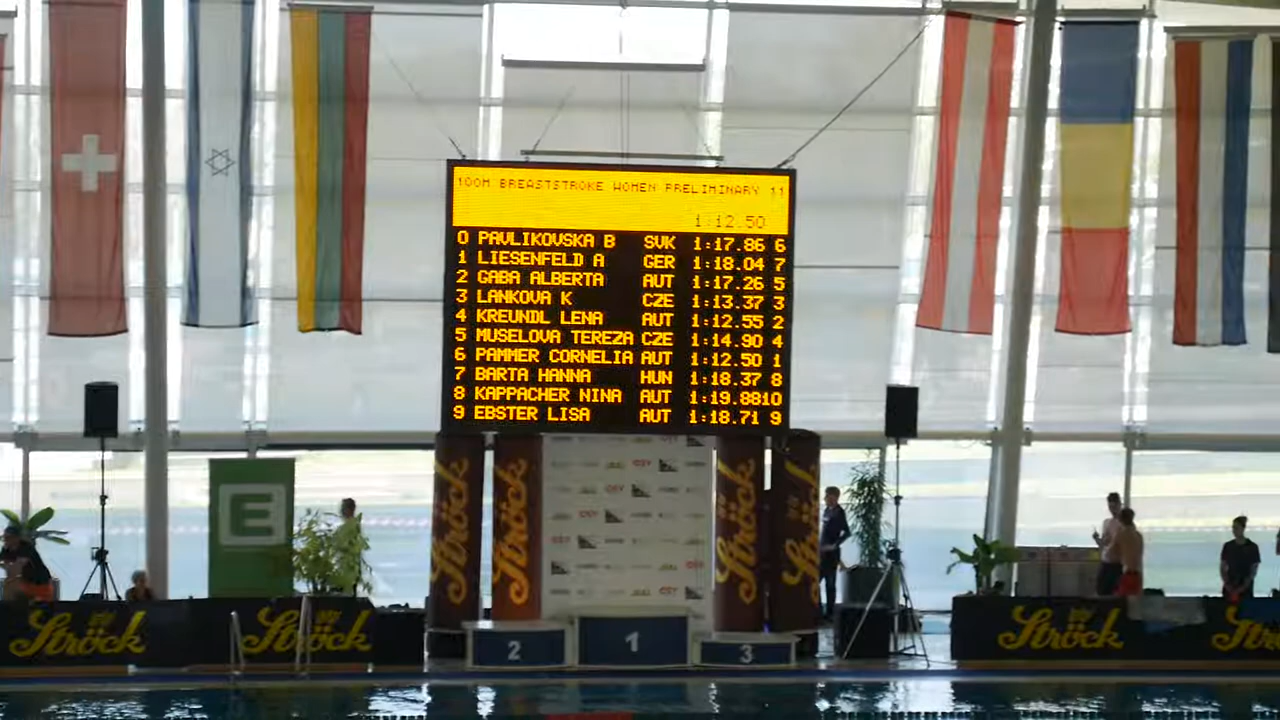 100M BREASTSTROKE WOMEN PRELIMINARY 11
1:12.50
0 PAVLIKOVSKA B SVK 1:17.86 6
1 LIESENFELD A GER 1:18.04 7
2 GABA ALBERTA AUT 1:17.26 5
3 LANKOVA K CZE 1:13.37 3
4 KREUNDL LENA AUT 1:12.55 2
5 MUSELOVA TEREZA CZE 1:14.90 4
6 PAMMER CORNELIA AUT 1:12.50 1
7 BARTA HANNA HUN 1:18.37 8
8 KAPPACHER NINA AUT 1:19.8810
9 EBSTER LISA AUT 1:18.71 9
E
Ströck
Ströck
Ströck
Ströck
OSV
OSV
OSV
2
1
3
Ströck
Ströck
Ströck
Strö